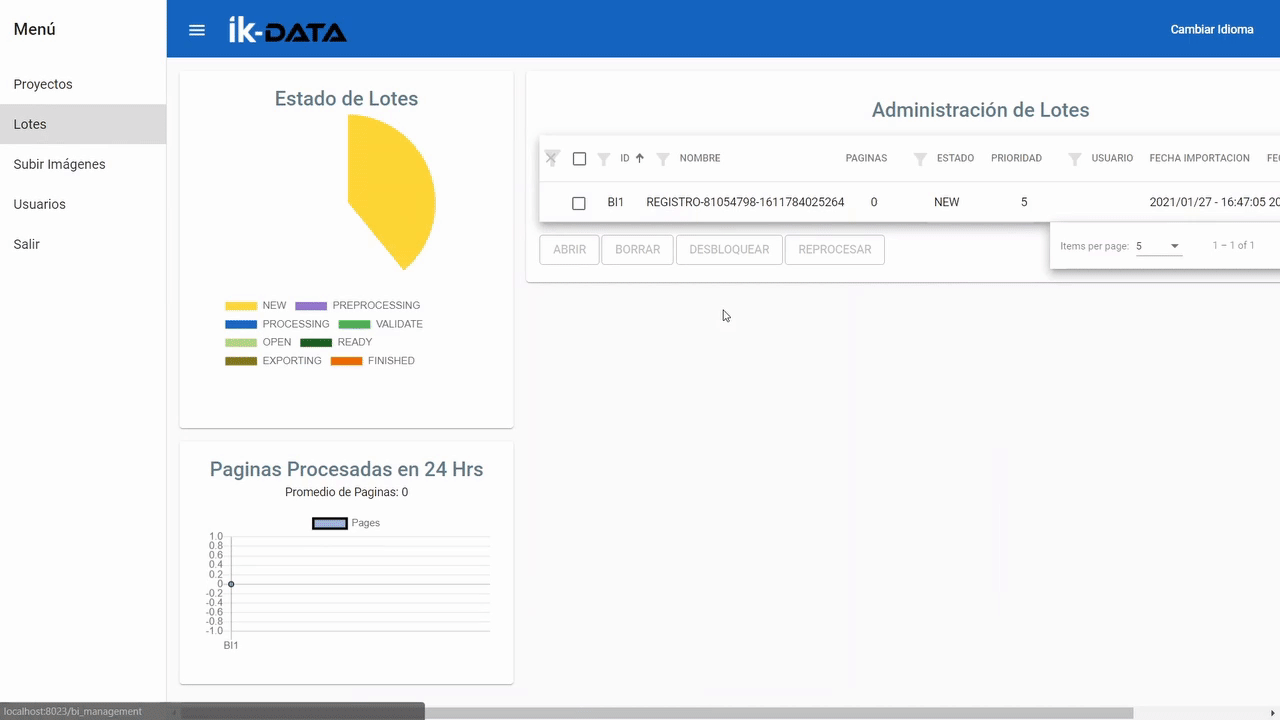 Menú
ik-DATA
Cambiar Idioma
Proyectos
Lotes
Subir Imágenes
Usuarios
Salir
Estado de Lotes
NEW PREPROCESSING
PROCESSING VALIDATE
OPEN READY
EXPORTING FINISHED
Paginas Procesadas en 24 Hrs
Promedio de Paginas: 0
Pages
1.0
0.8
0.6
0.4
0.2
0
-0.2
-0.4
-0.6
-0.8
-1.0
BI1
Administración de Lotes
ID NOMBRE PAGINAS ESTADO PRIORIDAD USUARIO FECHA IMPORTACION FE
BI1 REGISTRO-81054798-1611784025264 0 NEW 5 2021/01/27 - 16:47:05 20
ABRIR BORRAR DESBLOQUEAR REPROCESAR
Items per page: 5 1 – 1 of 1
localhost:8023/bi_management